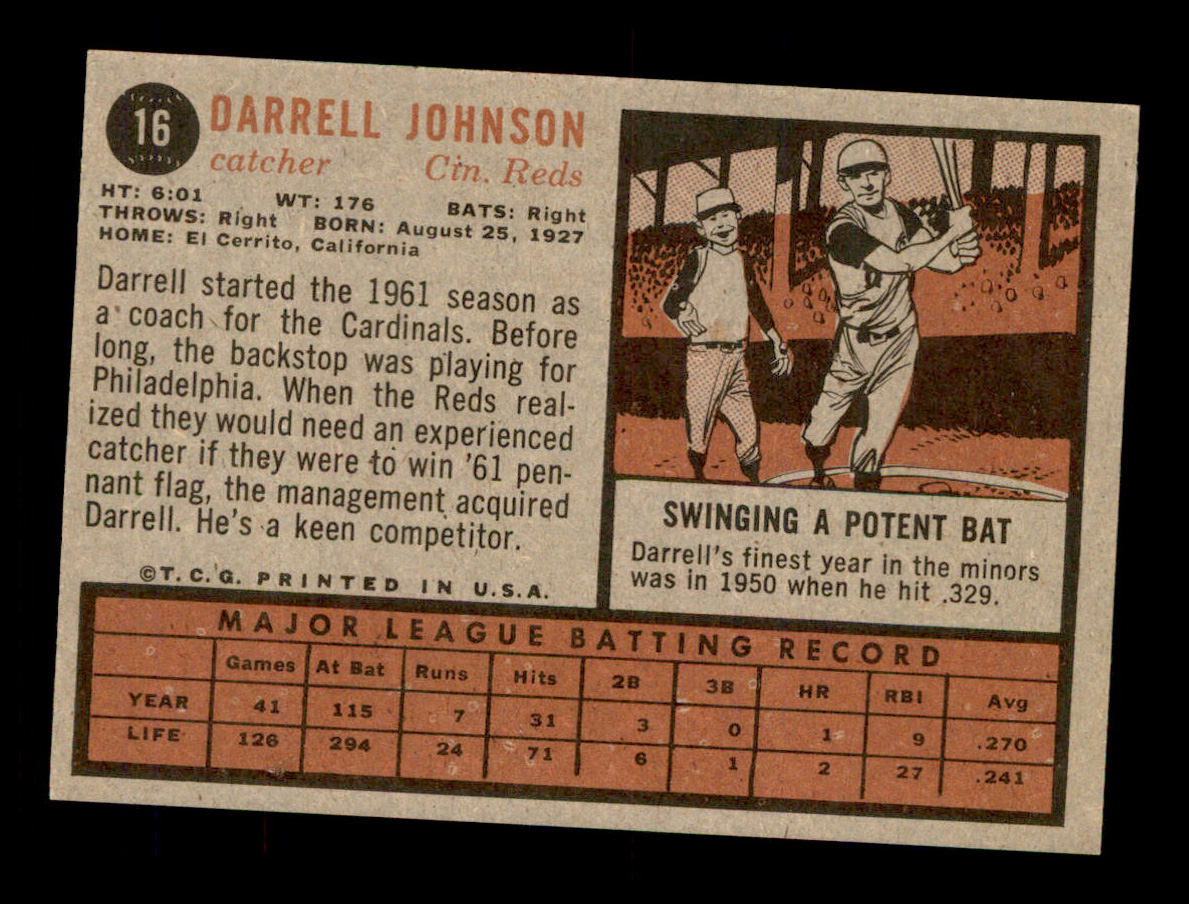 16
DARRELL JOHNSON
catcher Cin. Reds
HT: 6:01 WT: 176 BATS: Right
THROWS: Right BORN: August 25, 1927
HOME: El Cerrito, California
Darrell started the 1961 season as
a coach for the Cardinals. Before
long, the backstop was playing for
Philadelphia. When the Reds real-
ized they would need an experienced
catcher if they were to win '61 pen-
nant flag, the management acquired
Darrell. He's a keen competitor.
©T.C.G. PRINTED IN U.S.A.
SWINGING A POTENT BAT
Darrell's finest year in the minors
was in 1950 when he hit .329.
MAJOR LEAGUE BATTING RECORD
Games At Bat Runs Hits 2B 3B HR RBI Avg
YEAR 41 115 7 31 3 0 1 9 .270
LIFE 126 294 24 71 6 1 2 27 .241